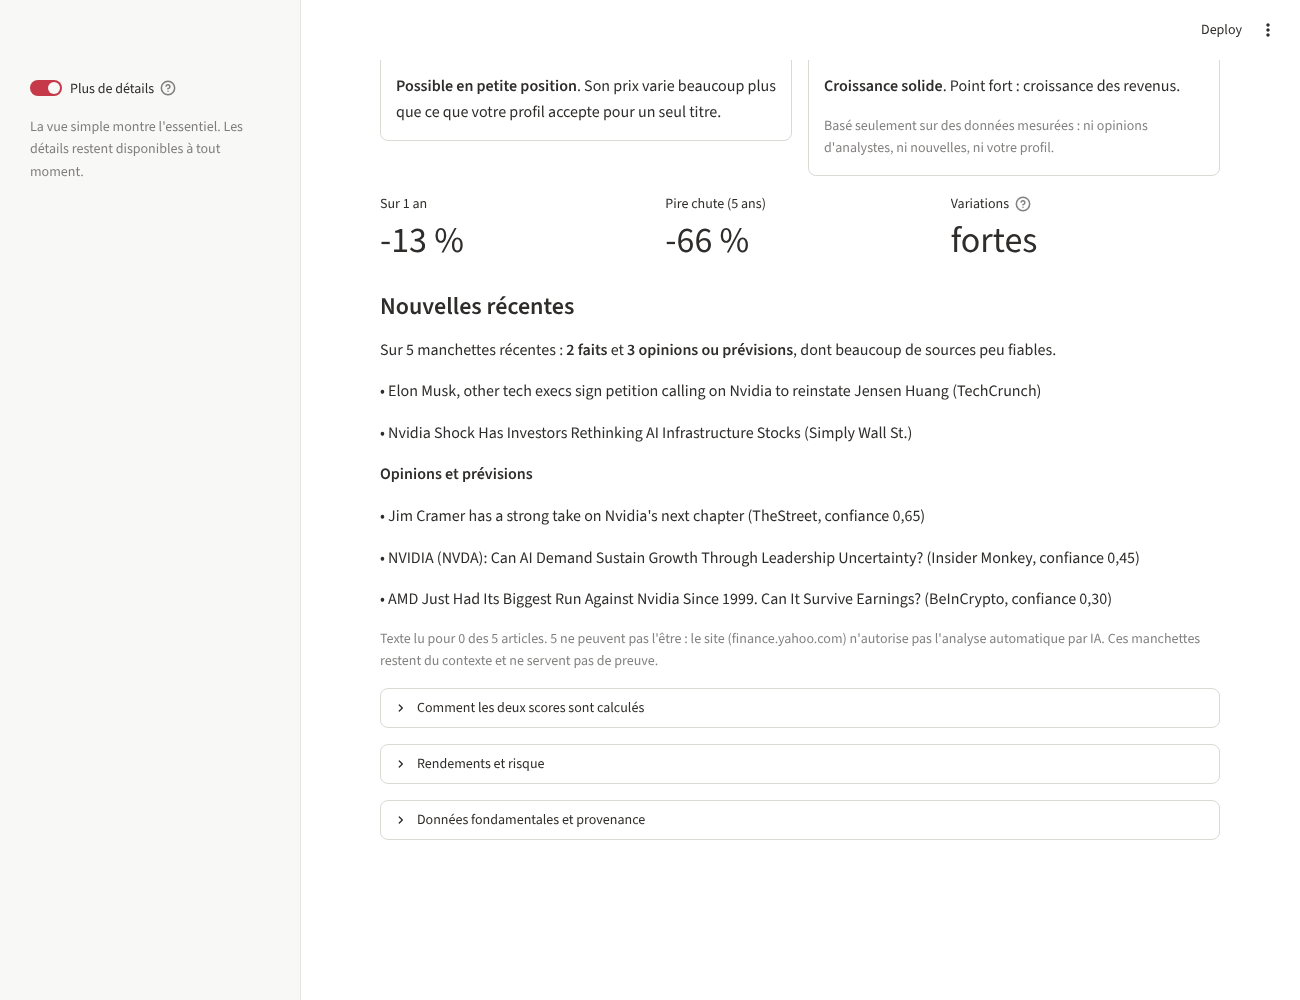 Deploy
Plus de détails
La vue simple montre l'essentiel. Les
détails restent disponibles à tout
moment.
Possible en petite position. Son prix varie beaucoup plus
que ce que votre profil accepte pour un seul titre.
Croissance solide. Point fort : croissance des revenus.
Basé seulement sur des données mesurées : ni opinions
d'analystes, ni nouvelles, ni votre profil.
Sur 1 an
-13 %
Pire chute (5 ans)
-66 %
Variations
fortes
Nouvelles récentes
Sur 5 manchettes récentes : 2 faits et 3 opinions ou prévisions, dont beaucoup de sources peu fiables.
• Elon Musk, other tech execs sign petition calling on Nvidia to reinstate Jensen Huang (TechCrunch)
• Nvidia Shock Has Investors Rethinking AI Infrastructure Stocks (Simply Wall St.)
Opinions et prévisions
• Jim Cramer has a strong take on Nvidia's next chapter (TheStreet, confiance 0,65)
• NVIDIA (NVDA): Can AI Demand Sustain Growth Through Leadership Uncertainty? (Insider Monkey, confiance 0,45)
• AMD Just Had Its Biggest Run Against Nvidia Since 1999. Can It Survive Earnings? (BeInCrypto, confiance 0,30)
Texte lu pour 0 des 5 articles. 5 ne peuvent pas l'être : le site (finance.yahoo.com) n'autorise pas l'analyse automatique par IA. Ces manchettes
restent du contexte et ne servent pas de preuve.
Comment les deux scores sont calculés
Rendements et risque
Données fondamentales et provenance